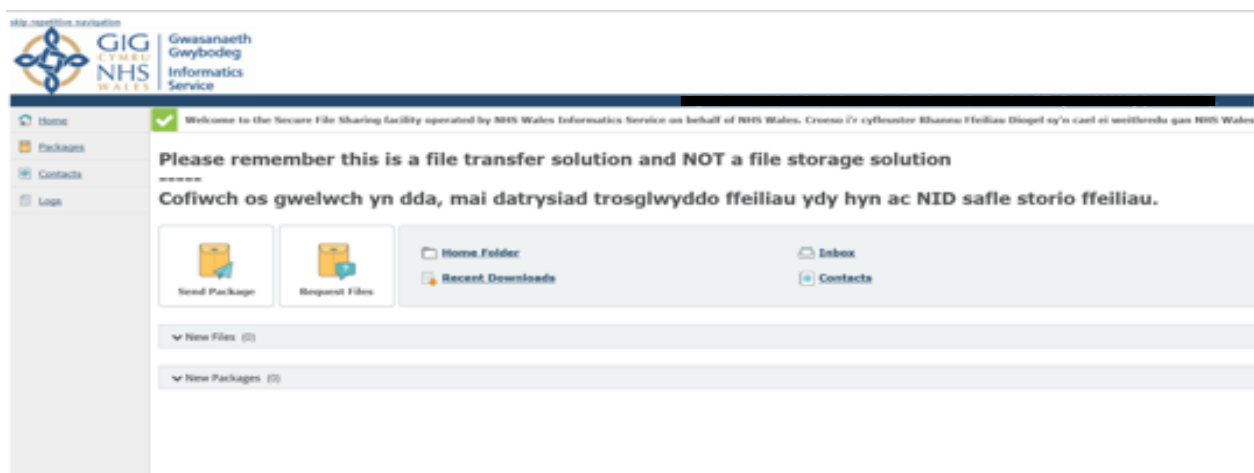 skip repetitive navigation
GIG
CYMRU
NHS
WALES
Gwasanaeth
Gwybodeg
Informatics
Service
Home
Packages
Contacts
Logs
Welcome to the Secure File Sharing facility operated by NHS Wales Informatics Service on behalf of NHS Wales. Croeso i'r cyfleuster Rhannu Ffeiliau Diogel sy'n cael ei weithredu gan NHS Wales
Please remember this is a file transfer solution and NOT a file storage solution
-----
Cofiwch os gwelwch yn dda, mai datrysiad trosglwyddo ffeiliau ydy hyn ac NID safle storio ffeiliau.
Send Package
Request Files
Home Folder
Inbox
Recent Downloads
Contacts
New Files (0)
New Packages (0)